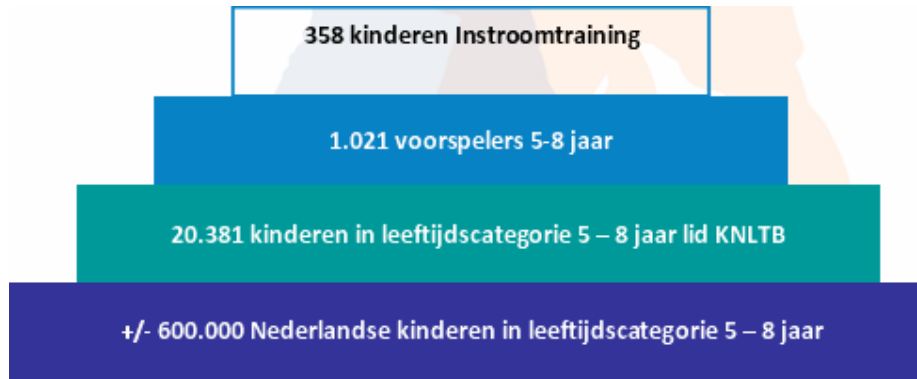 358 kinderen Instroomtraining
1.021 voorspelers 5-8 jaar
20.381 kinderen in leeftijdscategorie 5 – 8 jaar lid KNLTB
+/- 600.000 Nederlandse kinderen in leeftijdscategorie 5 – 8 jaar